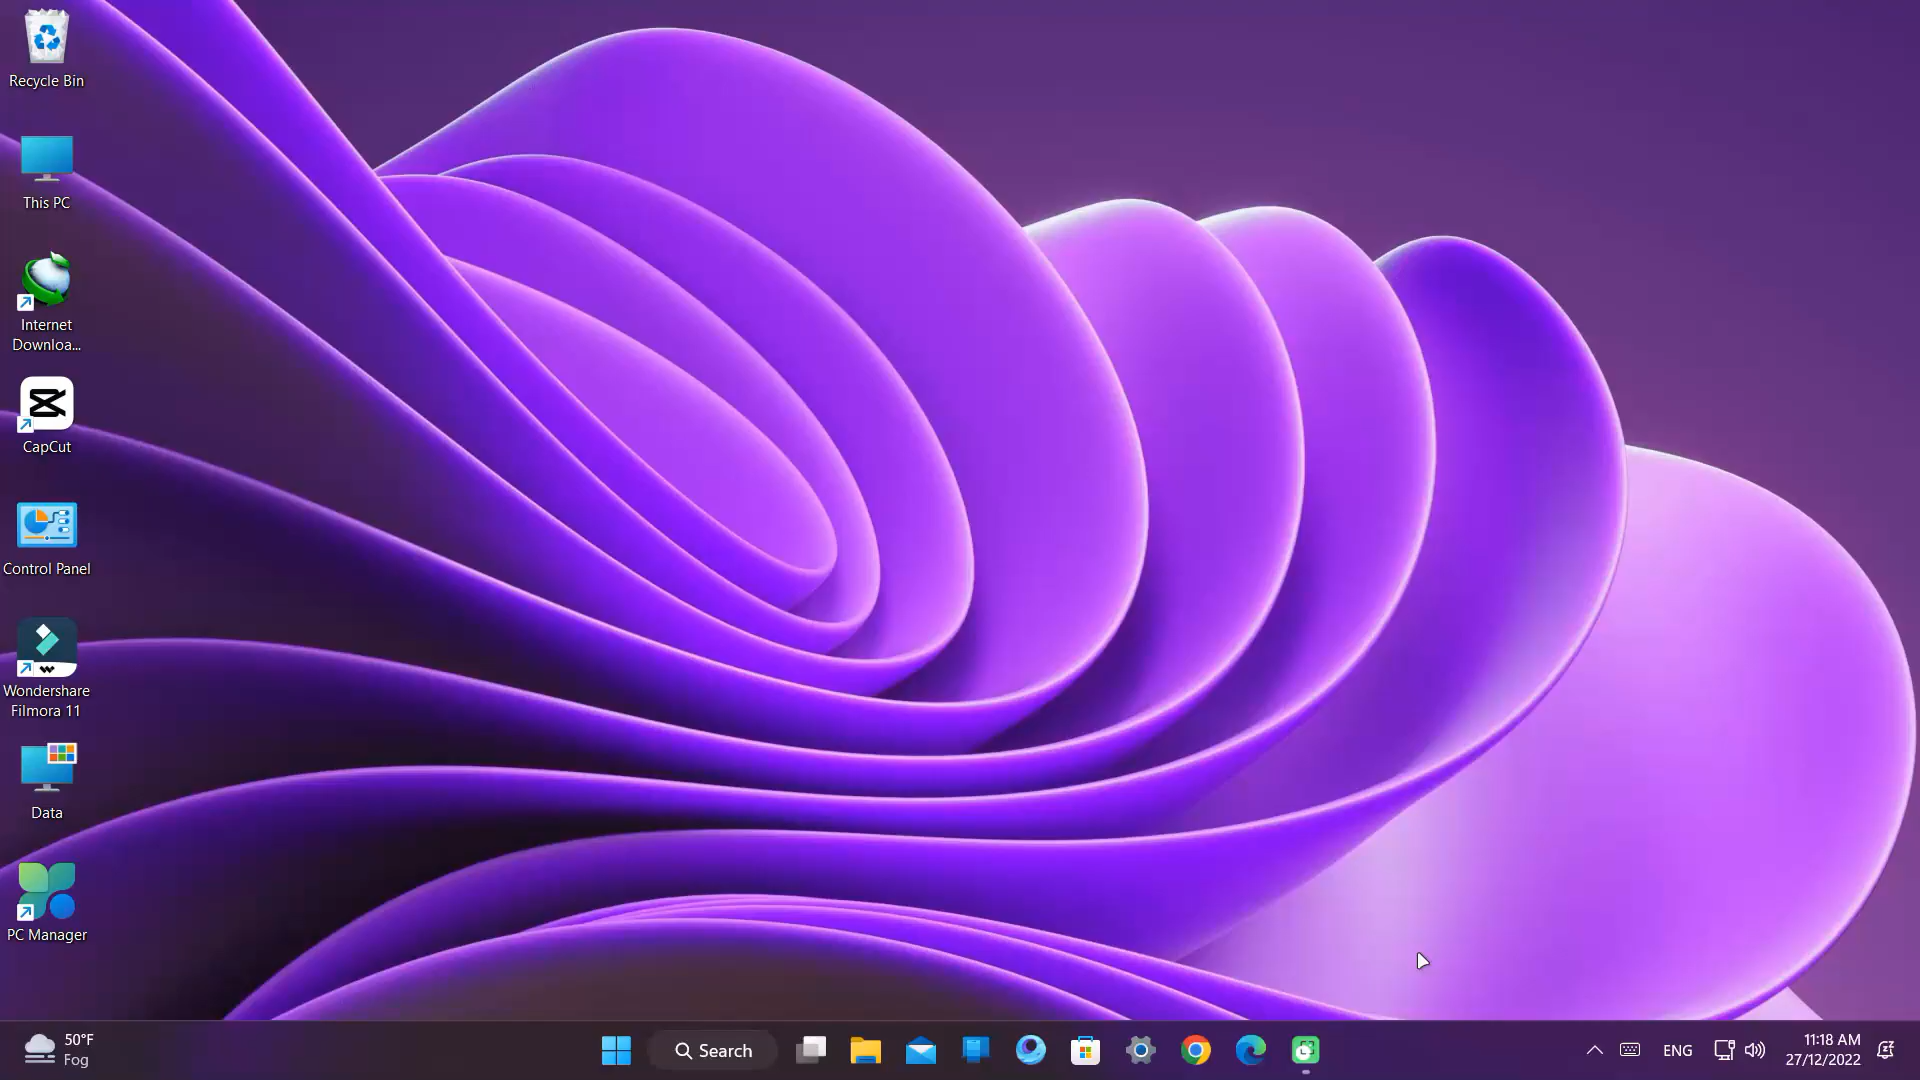 Recycle Bin
This PC
Internet
Downloa...
CapCut
Control Panel
Wondershare
Filmora 11
Data
PC Manager
50°F
Fog
Search
ENG
11:18 AM
27/12/2022